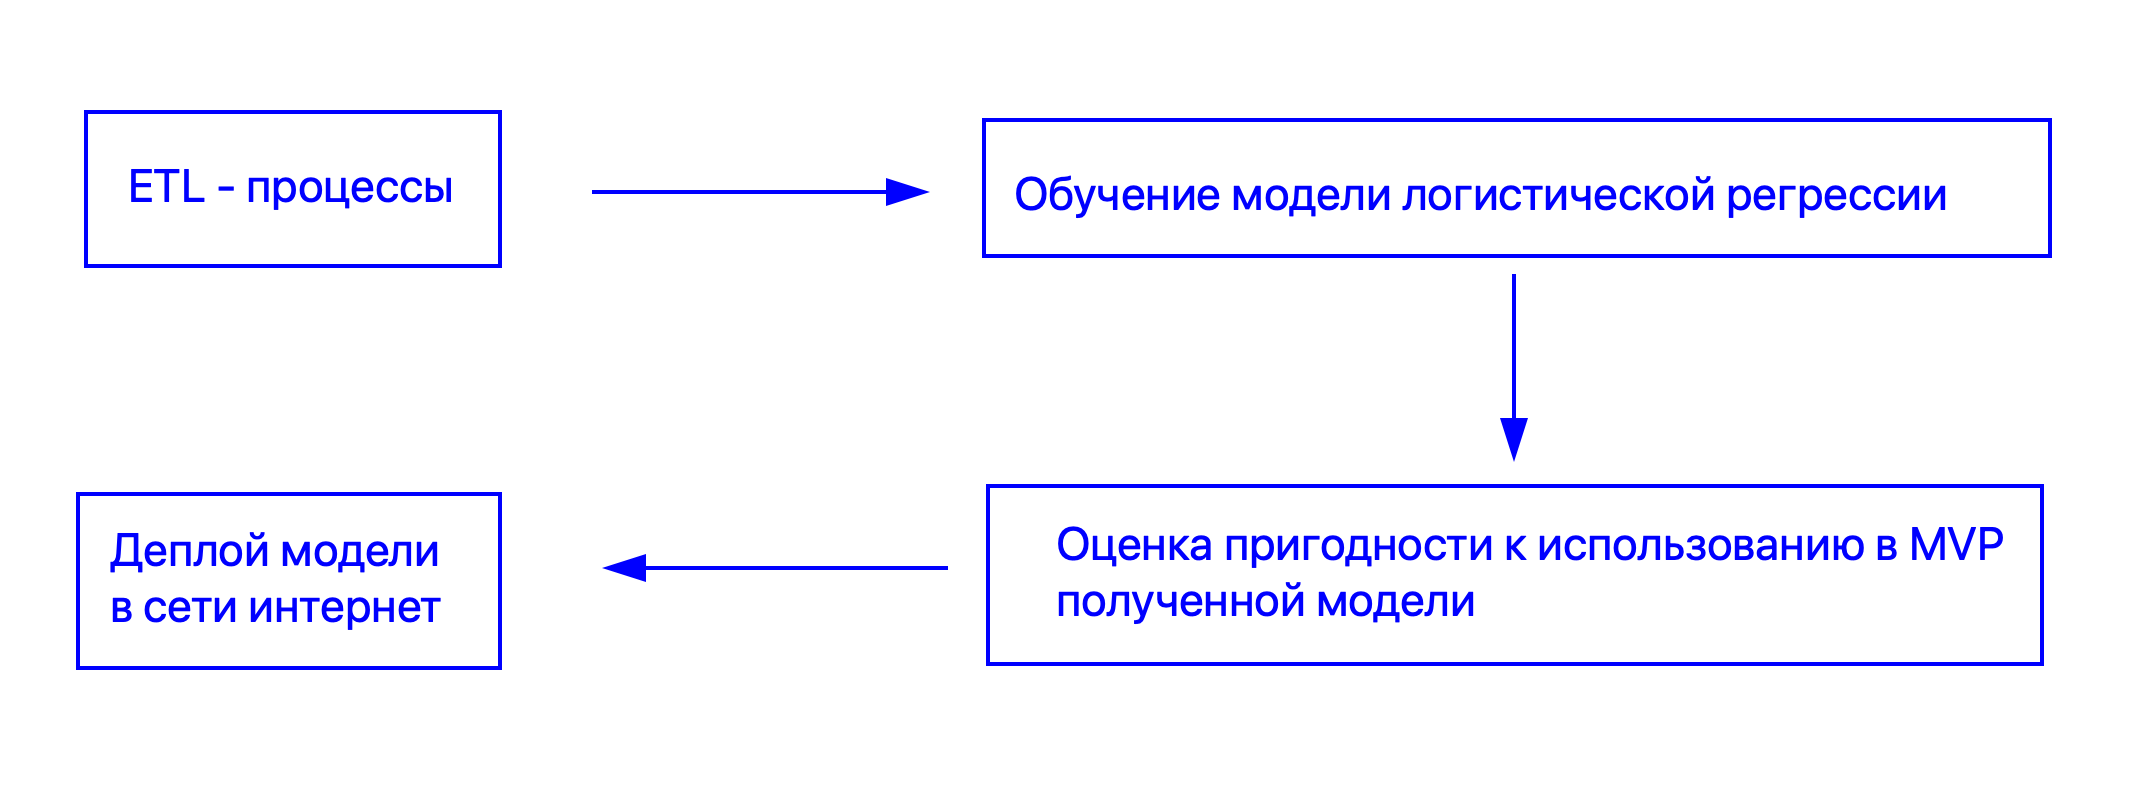 ETL - процессы
Обучение модели логистической регрессии
Оценка пригодности к использованию в MVP
полученной модели
Деплой модели
в сети интернет